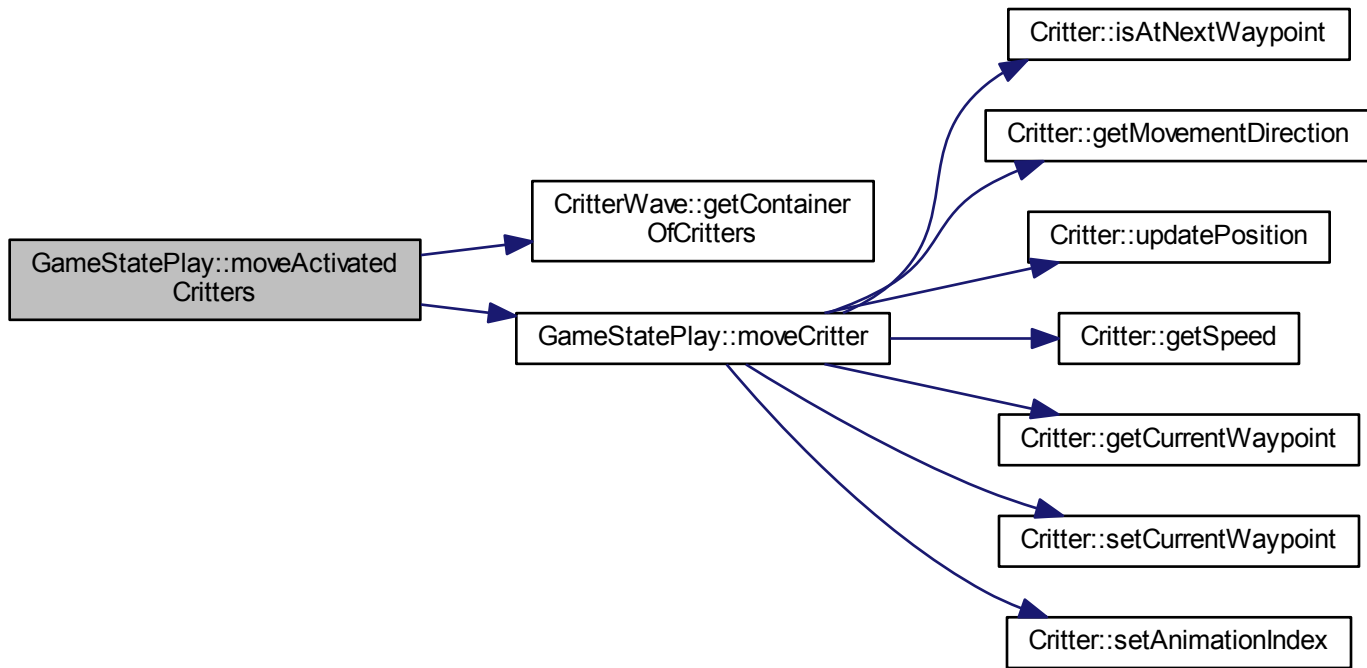 GameStatePlay::moveActivated
Critters
CritterWave::getContainer
OfCritters
GameStatePlay::moveCritter
Critter::isAtNextWaypoint
Critter::getMovementDirection
Critter::updatePosition
Critter::getSpeed
Critter::getCurrentWaypoint
Critter::setCurrentWaypoint
Critter::setAnimationIndex